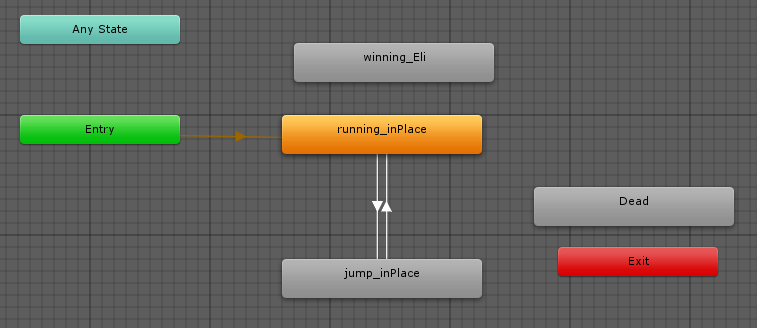 Any State
winning_Eli
Entry
running_inPlace
Dead
Exit
jump_inPlace